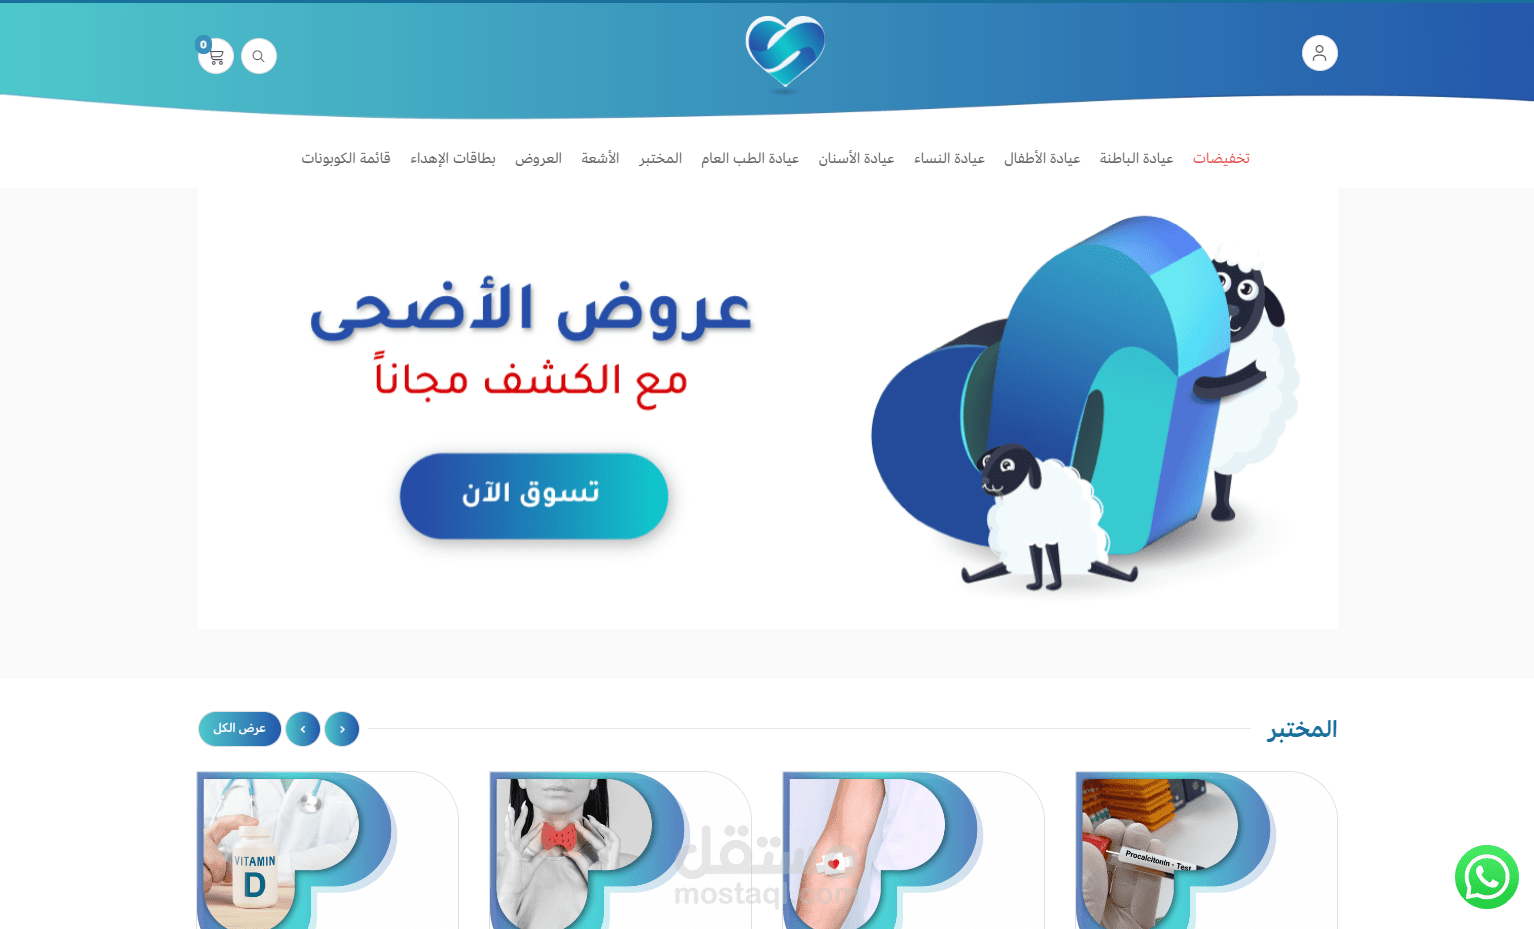 0
تخفيضات عيادة الباطنة عيادة الأطفال عيادة النساء عيادة الأسنان عيادة الطب العام المختبر الأشعة العروض بطاقات الإهداء قائمة الكوبونات
عروض الأضحى
مع الكشف مجاناً
تسوق الآن
المختبر
عرض الكل
Procalcitonin - Test
VITAMIN
D
مستقل
mostaql.com